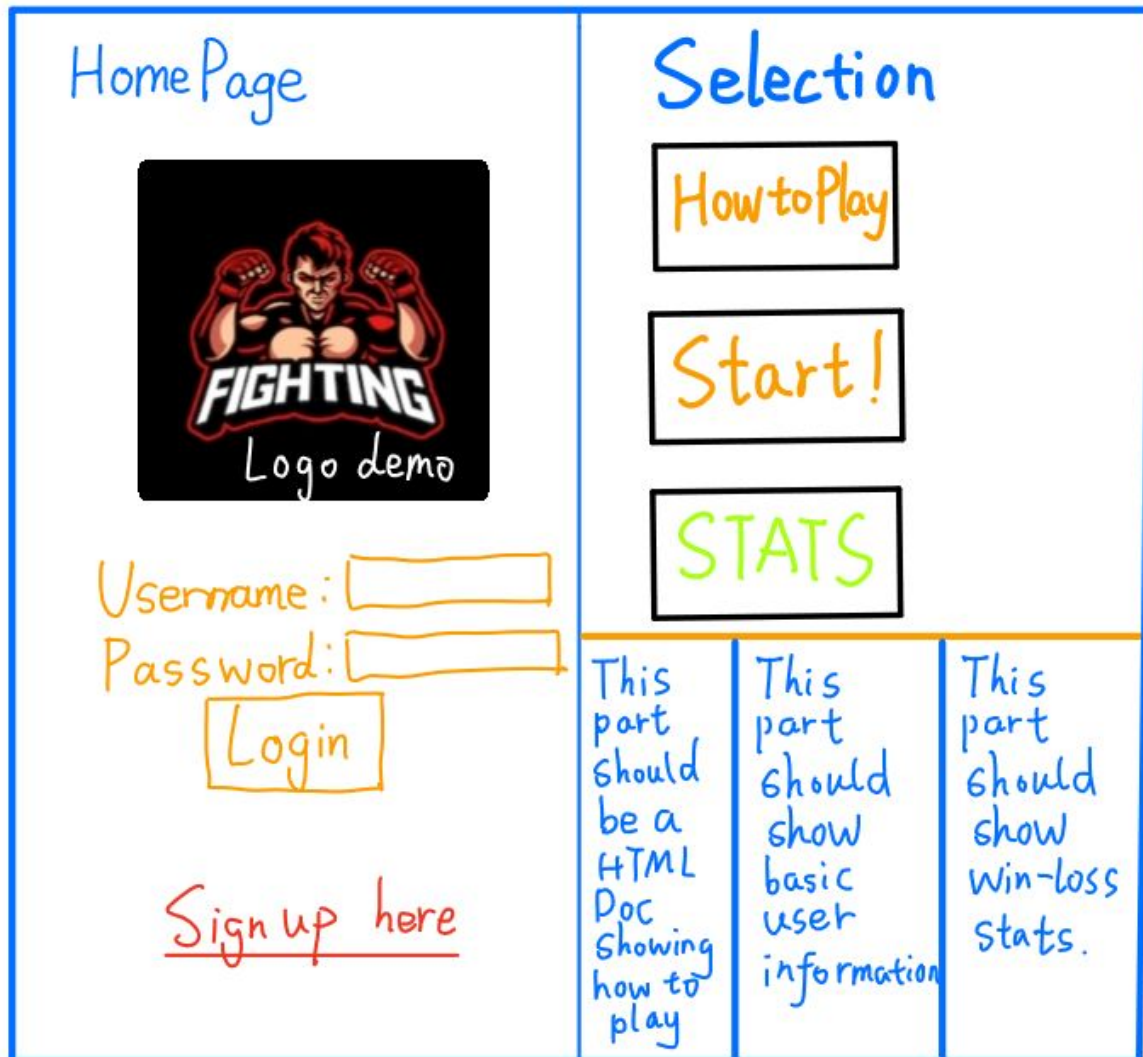 HomePage
FIGHTING
Logo demo
Username:
Password:
Login
Sign up here
Selection
How to Play
Start!
STATS
This
part
should
be a
HTML
Doc
showing
how to
play
This
part
should
show
basic
user
information
This
part
should
show
win-loss
stats.